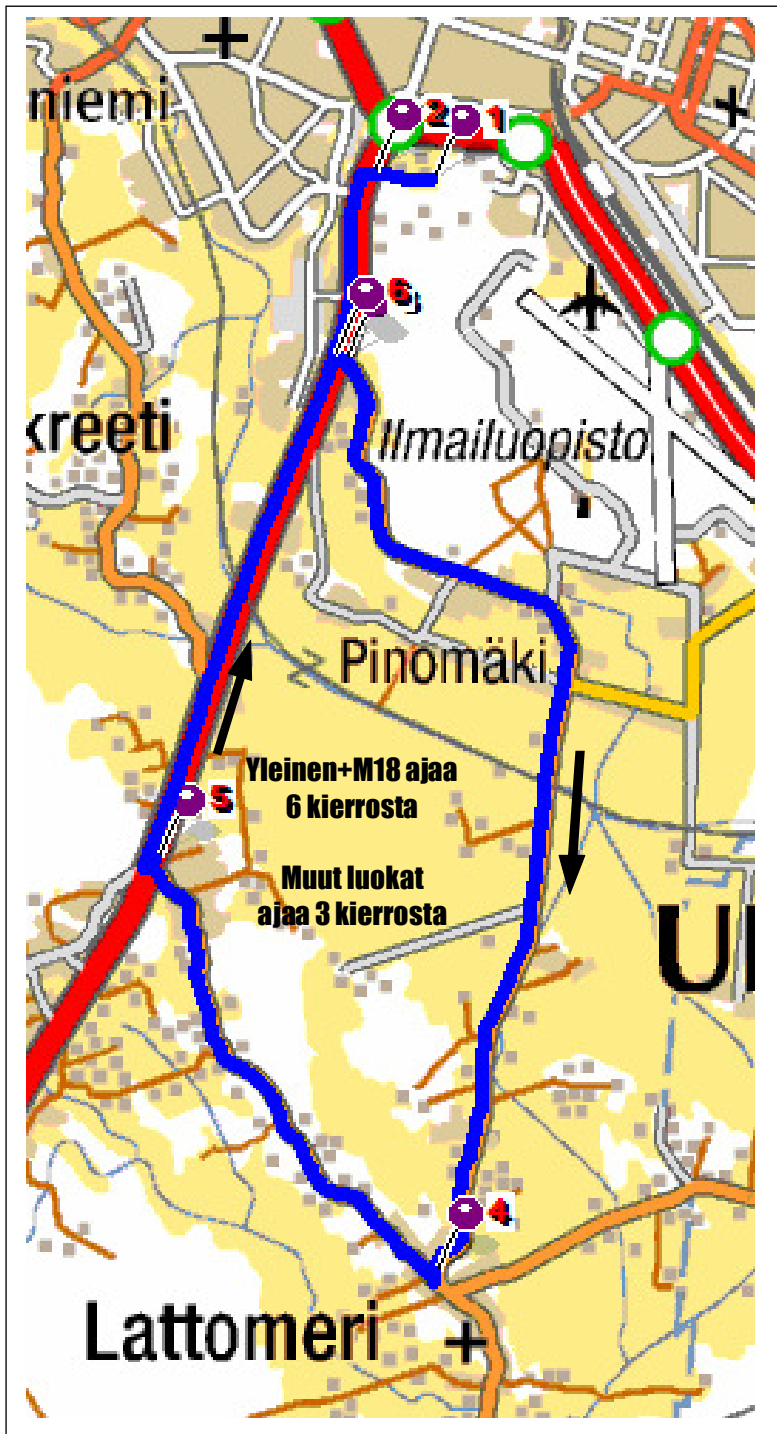 niemi
2
1
6
kreeti
Ilmailuopisto
Pinomäki
Yleinen+M18 ajaa
6 kierrosta
5
Muut luokat
ajaa 3 kierrosta
4
Lattomeri